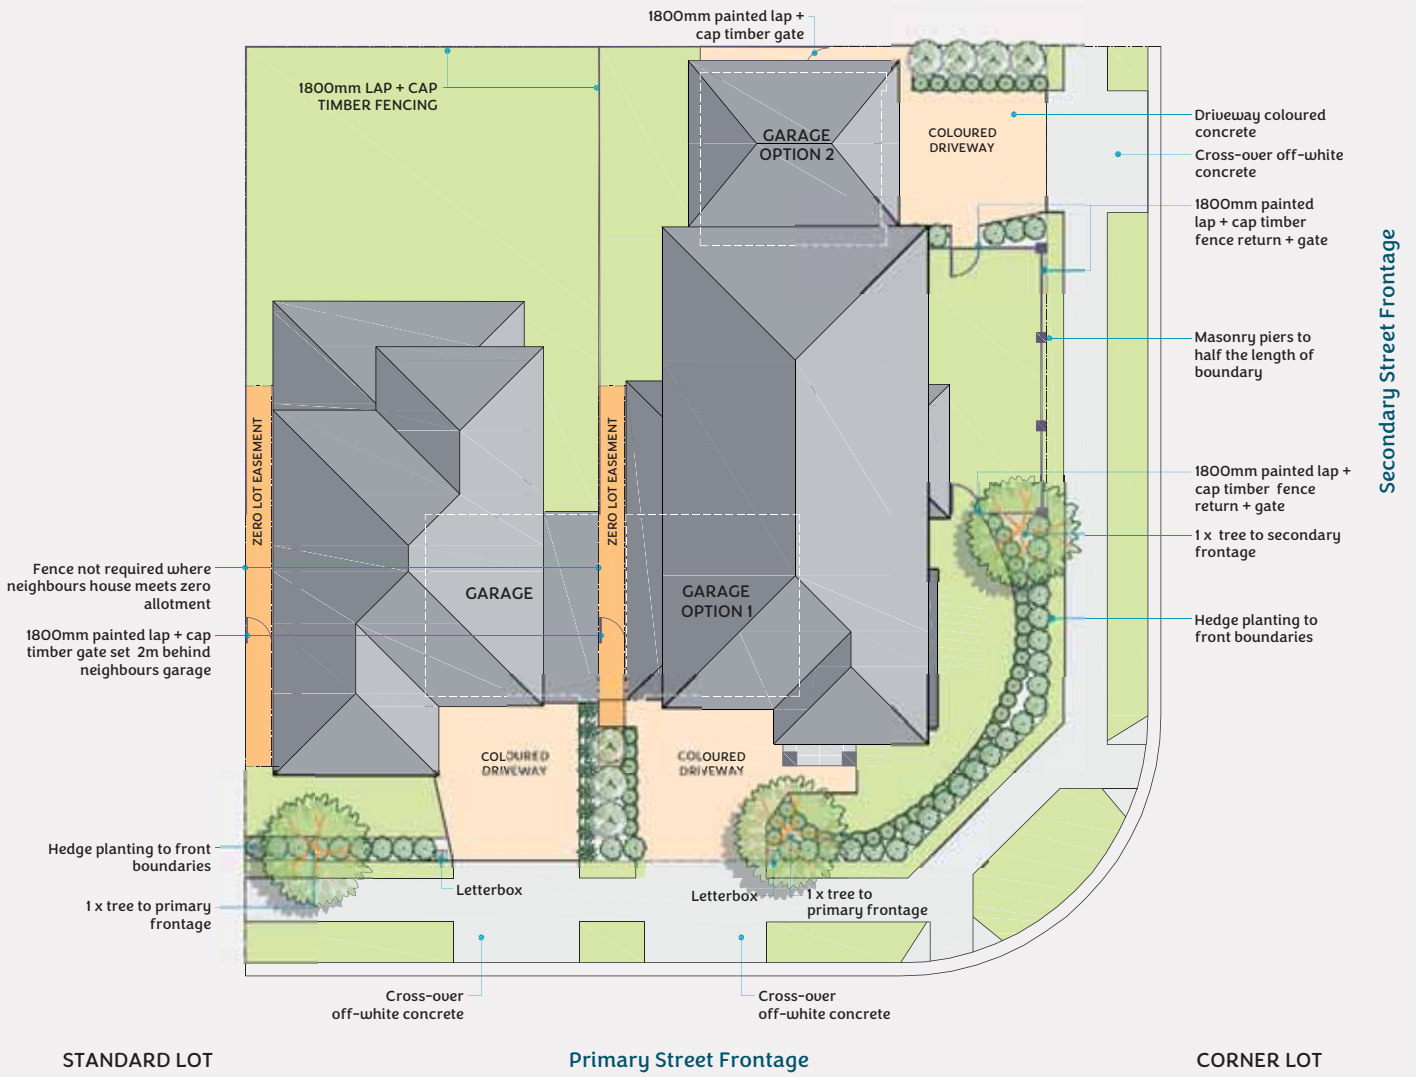 1800mm painted lap +
cap timber gate
1800mm LAP + CAP
TIMBER FENCING
GARAGE
OPTION 2
COLOURED
DRIVEWAY
Driveway coloured
concrete
Cross-over off-white
concrete
1800mm painted
lap + cap timber
fence return + gate
Secondary Street Frontage
Masonry piers to
half the length of
boundary
ZERO LOT EASEMENT
ZERO LOT EASEMENT
1800mm painted lap +
cap timber fence
return + gate
1 x tree to secondary
frontage
Fence not required where
neighbours house meets zero
allotment
GARAGE
GARAGE
OPTION 1
Hedge planting to
front boundaries
1800mm painted lap + cap
timber gate set 2m behind
neighbours garage
COLOURED
DRIVEWAY
COLOURED
DRIVEWAY
Hedge planting to front
boundaries
Letterbox
Letterbox
1 x tree to
primary frontage
1 x tree to primary
frontage
Cross-over
off-white concrete
Cross-over
off-white concrete
STANDARD LOT
Primary Street Frontage
CORNER LOT